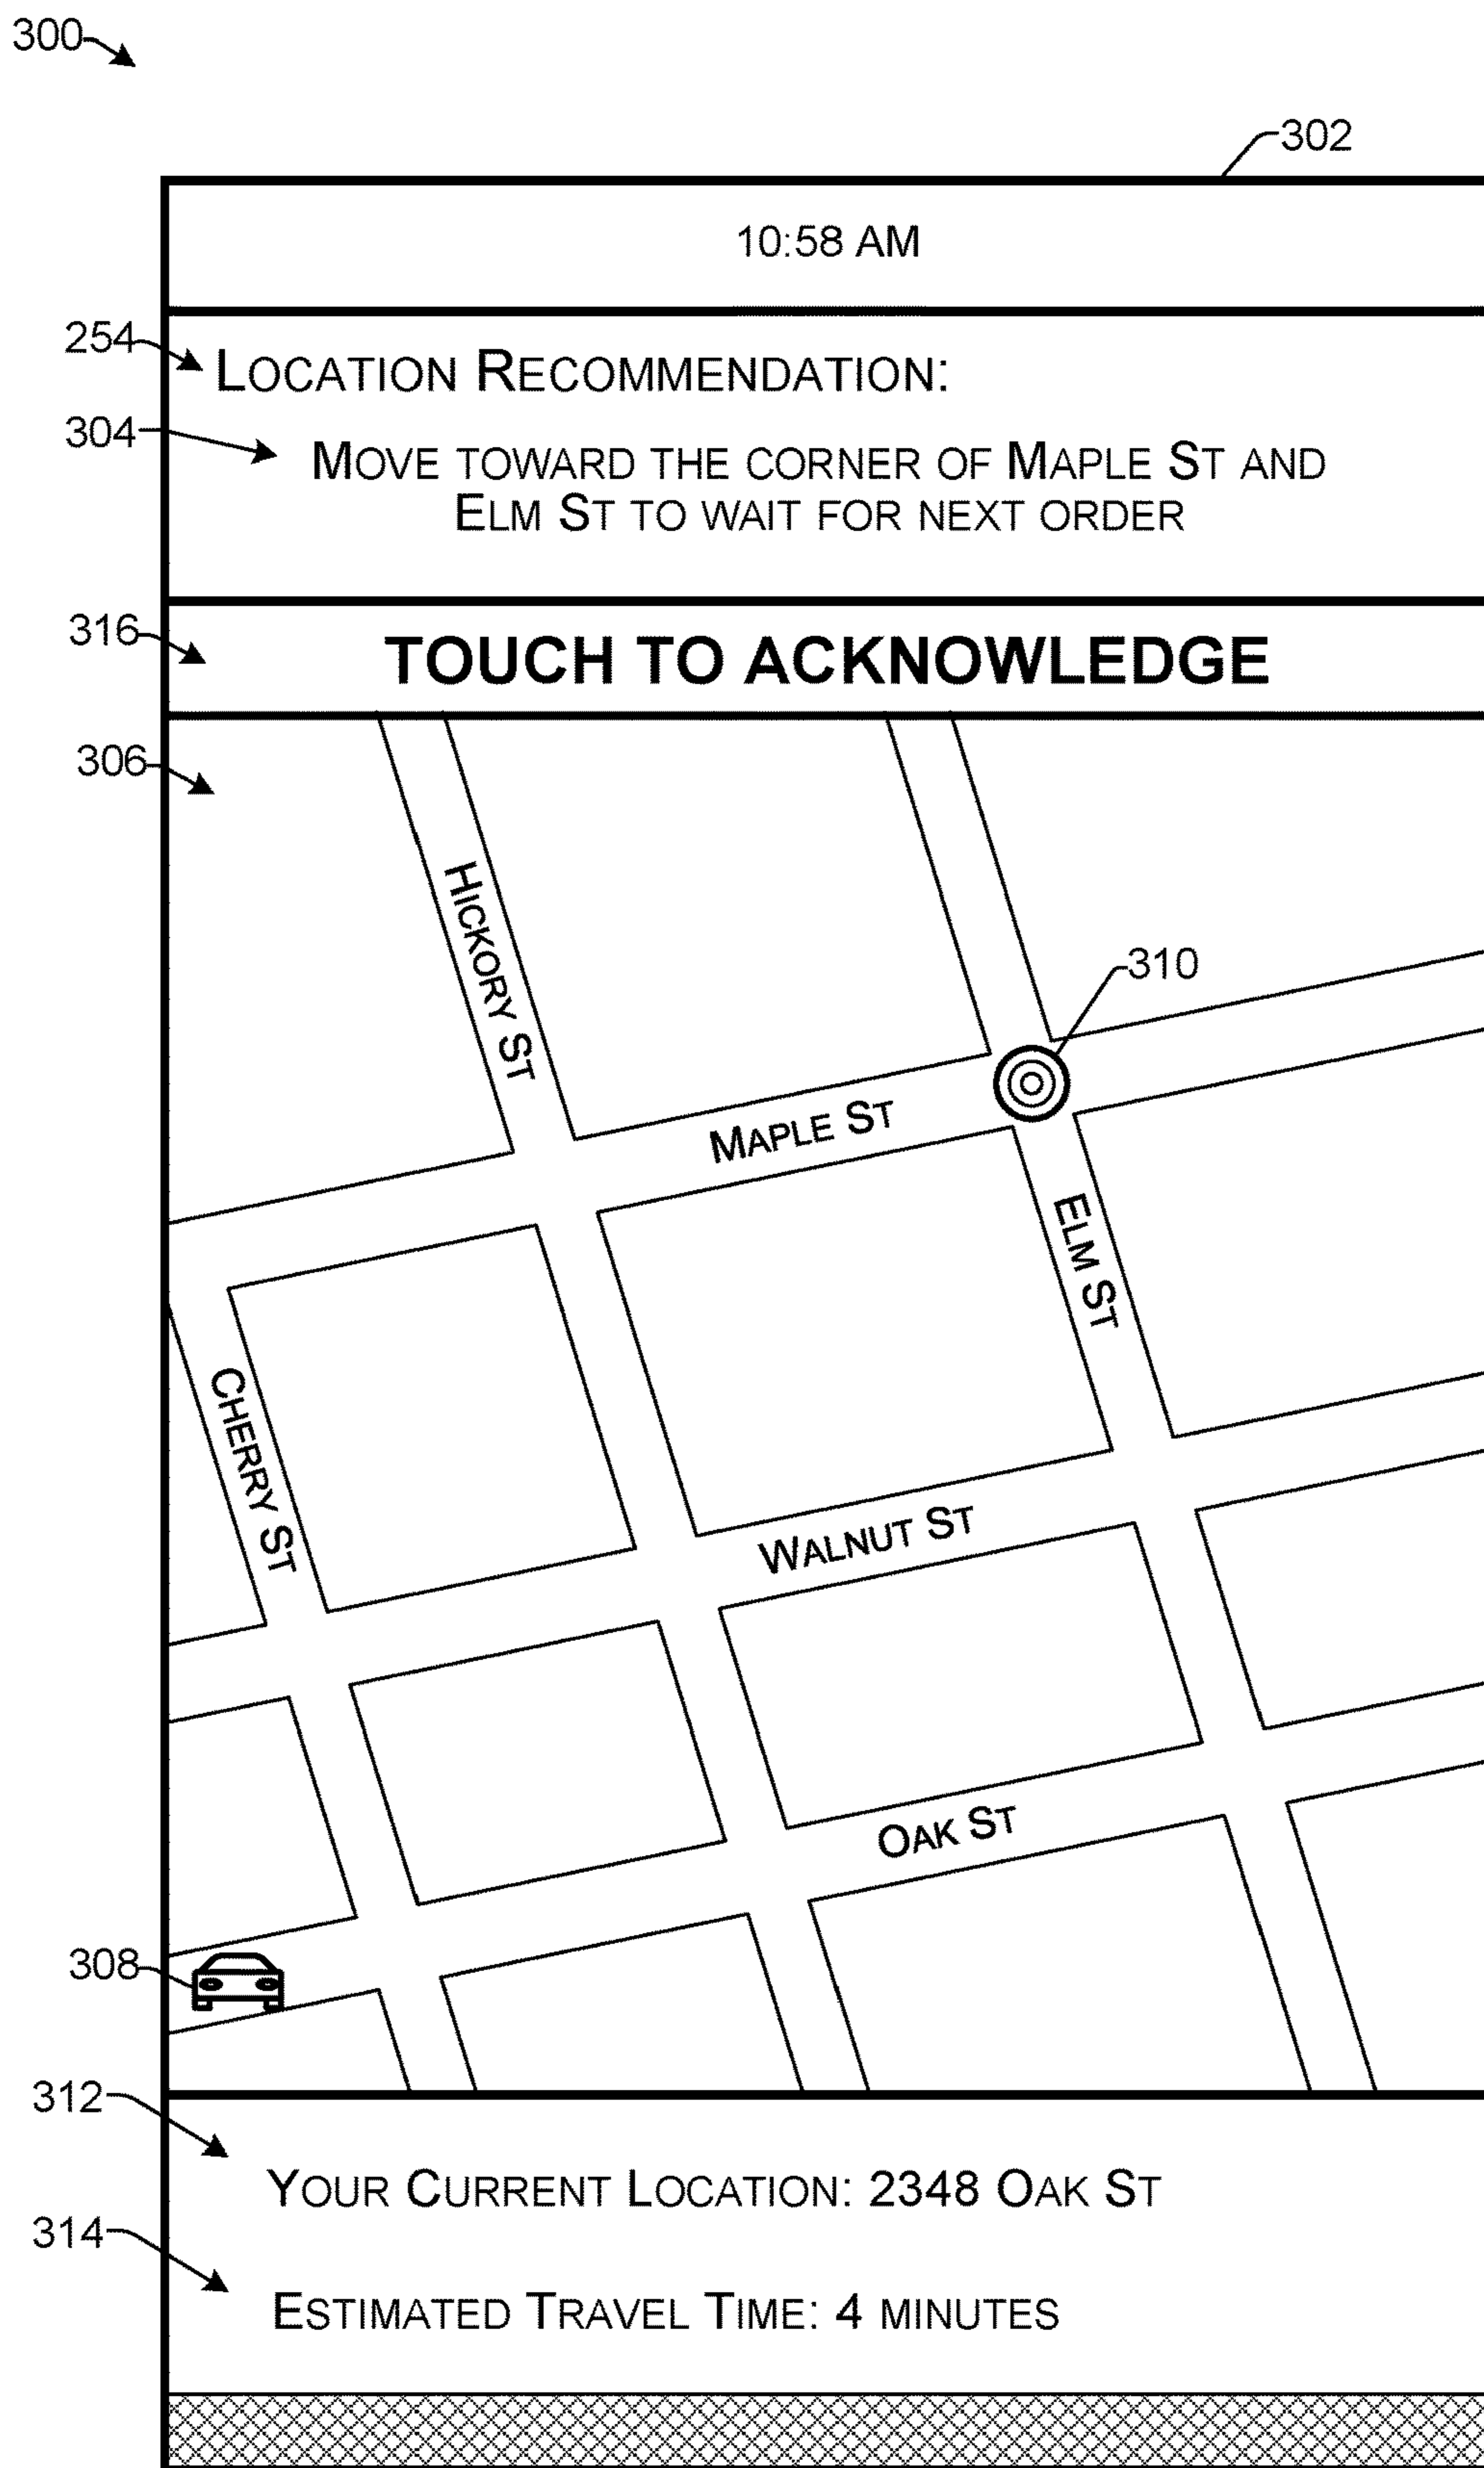 300
302
10:58 AM
254
LOCATION RECOMMENDATION:
304
MOVE TOWARD THE CORNER OF MAPLE ST AND
ELM ST TO WAIT FOR NEXT ORDER
316
TOUCH TO ACKNOWLEDGE
306
HICKORY ST
310
MAPLE ST
ELM ST
CHERRY ST
WALNUT ST
OAK ST
308
312
YOUR CURRENT LOCATION: 2348 OAK ST
314
ESTIMATED TRAVEL TIME: 4 MINUTES